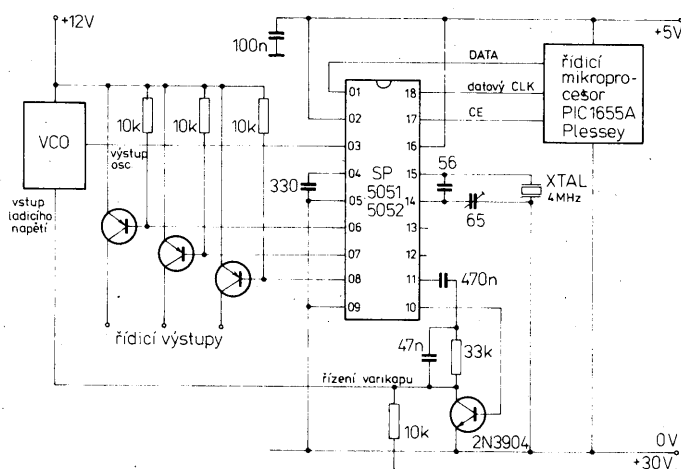 +12V
100n
+5V
DATA
datový CLK
CE
řídicí
mikropro-
cesor
PIC1655A
Plessey
VCO
10k
10k
10k
výstup
osc
vstup
ladicího
napětí
330
01
02
03
04
05
06
07
08
09
SP
5051
5052
18
17
16
15
14
13
12
11
10
56
65
XTAL
4MHz
470n
47n
33k
řídicí výstupy
řízení varikapu
10k
2N3904
0V
+30V